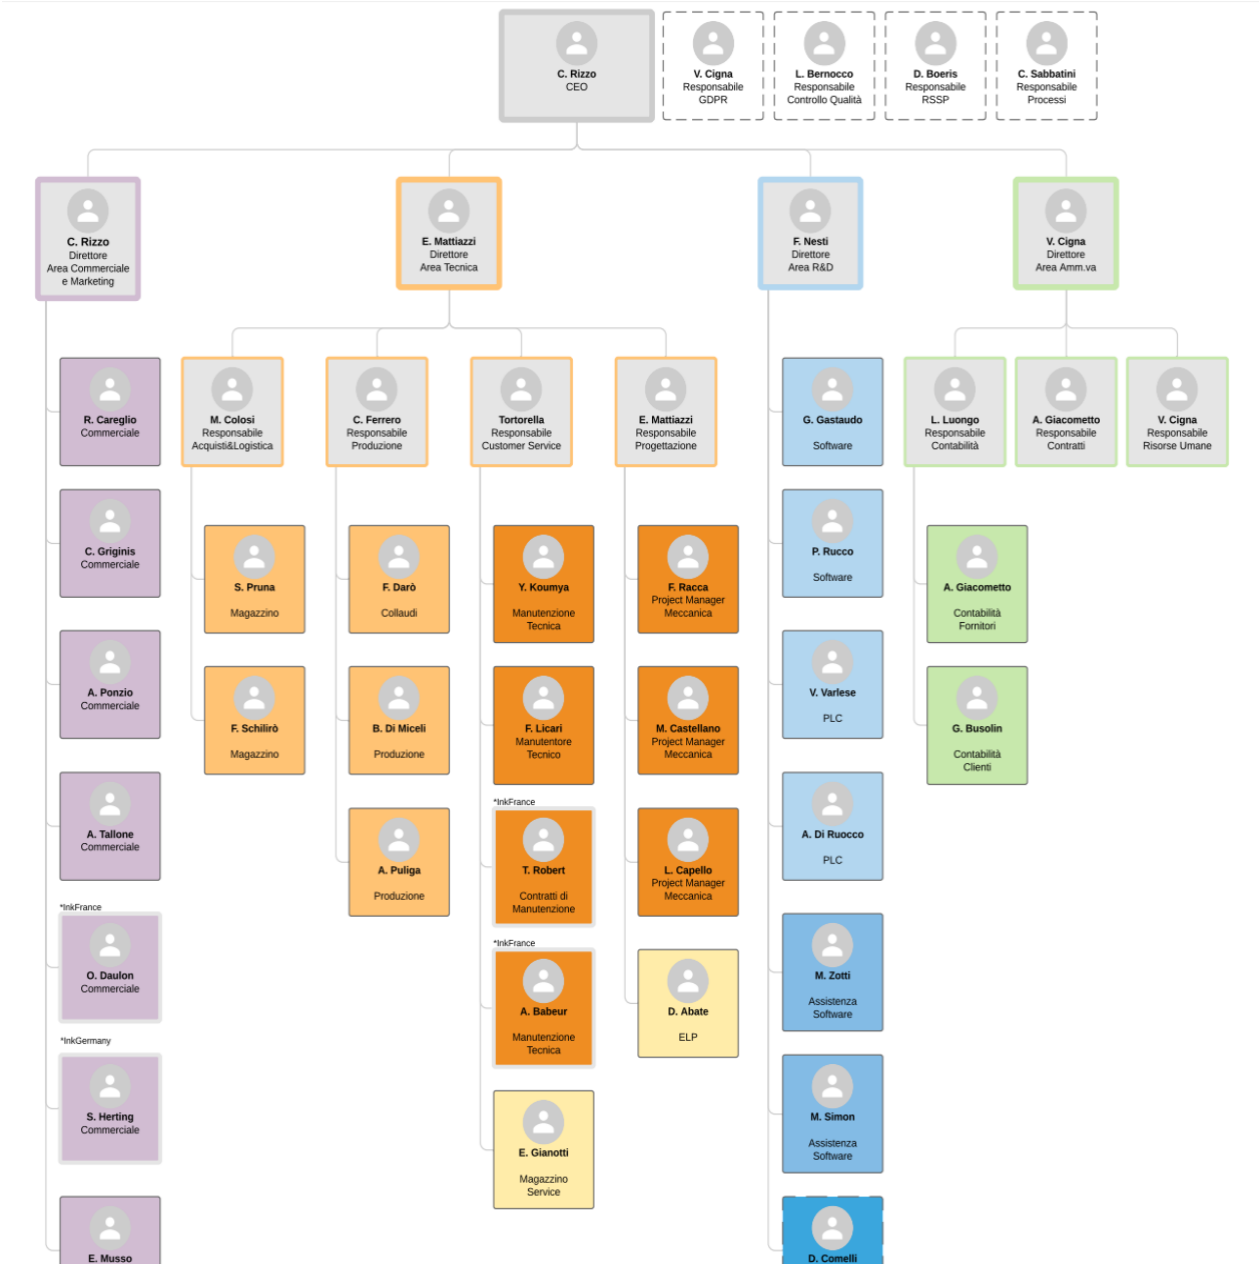 C. Rizzo
CEO
V. Cigna
Responsabile
GDPR
L. Bernocco
Responsabile
Controllo Qualità
D. Boeris
Responsabile
RSSP
C. Sabbatini
Responsabile
Processi
C. Rizzo
Direttore
Area Commerciale
e Marketing
E. Mattiazzi
Direttore
Area Tecnica
F. Nesti
Direttore
Area R&D
V. Cigna
Direttore
Area Amm.va
R. Careglio
Commerciale
C. Griginis
Commerciale
A. Ponzio
Commerciale
A. Tallone
Commerciale
*InkFrance
O. Daulon
Commerciale
*InkGermany
S. Herting
Commerciale
E. Musso
M. Colosi
Responsabile
Acquisti&Logistica
S. Pruna
Magazzino
F. Schilirò
Magazzino
C. Ferrero
Responsabile
Produzione
F. Darò
Collaudi
B. Di Miceli
Produzione
A. Puliga
Produzione
Tortorella
Responsabile
Customer Service
Y. Koumya
Manutenzione
Tecnica
F. Licari
Manutentore
Tecnico
*InkFrance
T. Robert
Contratti di
Manutenzione
*InkFrance
A. Babeur
Manutenzione
Tecnica
E. Gianotti
Magazzino
Service
E. Mattiazzi
Responsabile
Progettazione
F. Racca
Project Manager
Meccanica
M. Castellano
Project Manager
Meccanica
L. Capello
Project Manager
Meccanica
D. Abate
ELP
G. Gastaudo
Software
P. Rucco
Software
V. Varlese
PLC
A. Di Ruocco
PLC
M. Zotti
Assistenza
Software
M. Simon
Assistenza
Software
D. Comelli
L. Luongo
Responsabile
Contabilità
A. Giacometto
Contabilità
Fornitori
G. Busolin
Contabilità
Clienti
A. Giacometto
Responsabile
Contratti
V. Cigna
Responsabile
Risorse Umane